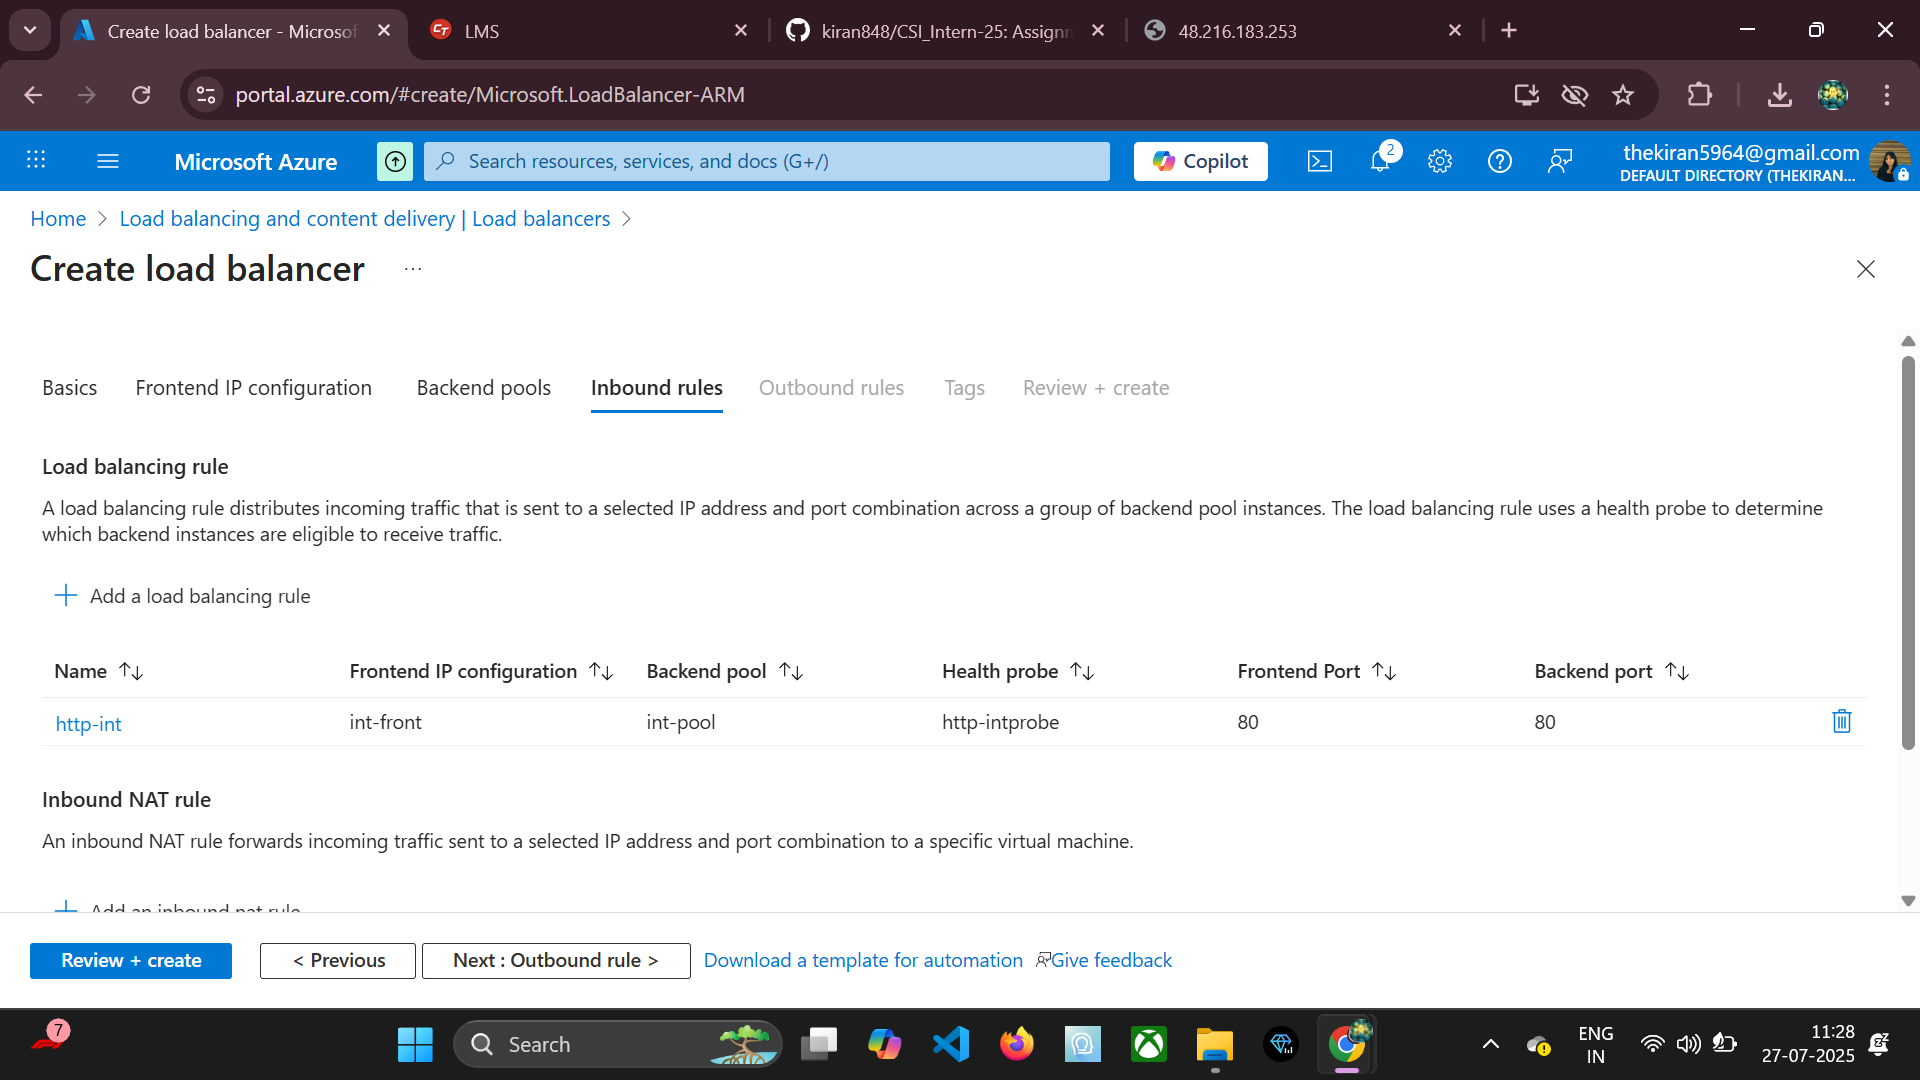 Create load balancer - Microsof
LMS
kiran848/CSI_Intern-25: Assignm
48.216.183.253
portal.azure.com/#create/Microsoft.LoadBalancer-ARM
Microsoft Azure
Search resources, services, and docs (G+/)
Copilot
2
thekiran5964@gmail.com
DEFAULT DIRECTORY (THEKIRAN...
Home > Load balancing and content delivery | Load balancers >
Create load balancer ...
Basics
Frontend IP configuration
Backend pools
Inbound rules
Outbound rules
Tags
Review + create
Load balancing rule
A load balancing rule distributes incoming traffic that is sent to a selected IP address and port combination across a group of backend pool instances. The load balancing rule uses a health probe to determine
which backend instances are eligible to receive traffic.
+ Add a load balancing rule
Name ↑↓ Frontend IP configuration ↑↓ Backend pool ↑↓ Health probe ↑↓ Frontend Port ↑↓ Backend port ↑↓
http-int int-front int-pool http-intprobe 80 80
Inbound NAT rule
An inbound NAT rule forwards incoming traffic sent to a selected IP address and port combination to a specific virtual machine.
+ Add an inbound nat rule
Review + create
< Previous
Next : Outbound rule >
Download a template for automation
Give feedback
7
Search
ENG
IN
11:28
27-07-2025